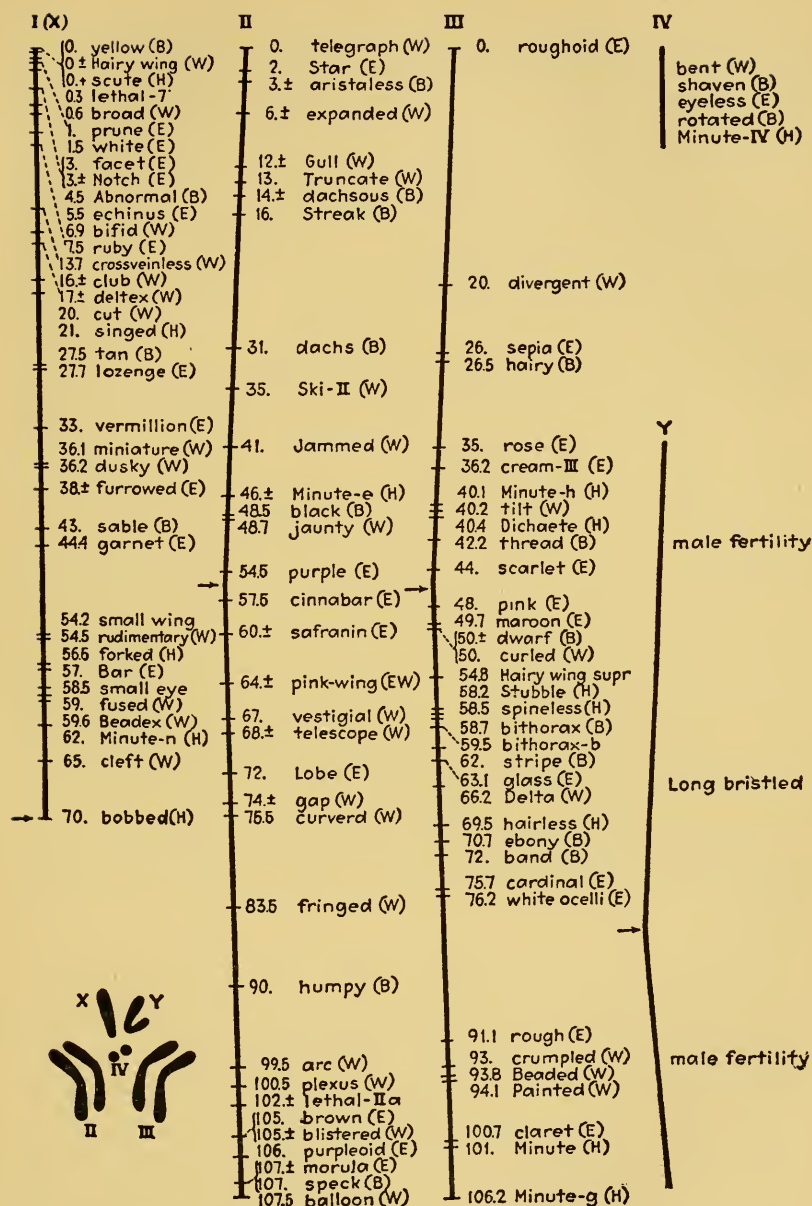 I (X)
0. yellow (B)
0± Hairy wing (W)
0.+ scute (H)
0.3 lethal-7
0.6 broad (W)
1. prune (E)
1.5 white (E)
3. facet (E)
3.± Notch (E)
4.5 Abnormal (B)
5.5 echinus (E)
6.9 bifid (W)
7.5 ruby (E)
13.7 crossveinless (W)
16.± club (W)
17.± deltex (W)
20. cut (W)
21. singed (H)
27.5 tan (B)
27.7 lozenge (E)
33. vermillion (E)
36.1 miniature (W)
36.2 dusky (W)
38.± furrowed (E)
43. sable (B)
44.4 garnet (E)
54.2 small wing
54.5 rudimentary (W)
56.6 forked (H)
57. Bar (E)
58.5 small eye
59. fused (W)
59.6 Beadex (W)
62. Minute-n (H)
65. cleft (W)
70. bobbed (H)
II
0. telegraph (W)
2. Star (E)
3.± aristaless (B)
6.± expanded (W)
12.± Gull (W)
13. Truncate (W)
14.± dachsous (B)
16. Streak (B)
31. dachs (B)
35. Ski-II (W)
41. Jammed (W)
46.± Minute-e (H)
48.5 black (B)
48.7 jaunty (W)
54.5 purple (E)
57.5 cinnabar (E)
60.± safranin (E)
64.± pink-wing (EW)
67. vestigial (W)
68.± telescope (W)
72. Lobe (E)
74.± gap (W)
75.5 curverd (W)
83.5 fringed (W)
90. humpy (B)
99.5 arc (W)
100.5 plexus (W)
102.± lethal-IIa
105. brown (E)
105.± blistered (W)
106. purpleoid (E)
107.± morula (E)
107. speck (B)
107.5 balloon (W)
III
0. roughoid (E)
20. divergent (W)
26. sepia (E)
26.5 hairy (B)
35. rose (E)
36.2 cream-III (E)
40.1 Minute-h (H)
40.2 tilt (W)
40.4 Dichaete (H)
42.2 thread (B)
44. scarlet (E)
48. pink (E)
49.7 maroon (E)
50.± dwarf (B)
50. curled (W)
54.8 Hairy wing supr
58.2 Stubble (H)
58.5 spineless (H)
58.7 bithorax (B)
59.5 bithorax-b
62. stripe (B)
63.1 glass (E)
66.2 Delta (W)
69.5 hairless (H)
70.7 ebony (B)
72. band (B)
75.7 cardinal (E)
76.2 white ocelli (E)
91.1 rough (E)
93. crumpled (W)
93.8 Beaded (W)
94.1 Painted (W)
100.7 claret (E)
101. Minute (H)
106.2 Minute-g (H)
IV
bent (W)
shaven (B)
eyeless (E)
rotated (B)
Minute-IV (H)
Y
male fertility
Long bristled
male fertility
X Y
IV
II III